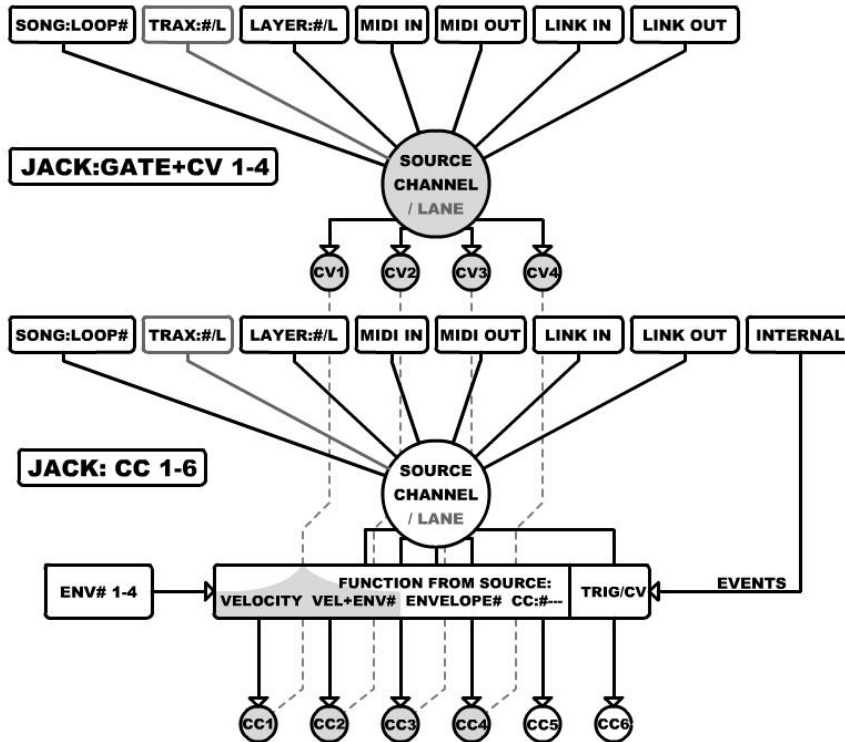 SONG:LOOP# TRAX:#/L LAYER:#/L MIDI IN MIDI OUT LINK IN LINK OUT
JACK:GATE+CV 1-4
SOURCE
CHANNEL
/ LANE
CV1 CV2 CV3 CV4
SONG:LOOP# TRAX:#/L LAYER:#/L MIDI IN MIDI OUT LINK IN LINK OUT INTERNAL
JACK: CC 1-6
SOURCE
CHANNEL
/ LANE
ENV# 1-4
FUNCTION FROM SOURCE:
VELOCITY VEL+ENV# ENVELOPE# CC:#---
TRIG/CV
EVENTS
CC1 CC2 CC3 CC4 CC5 CC6